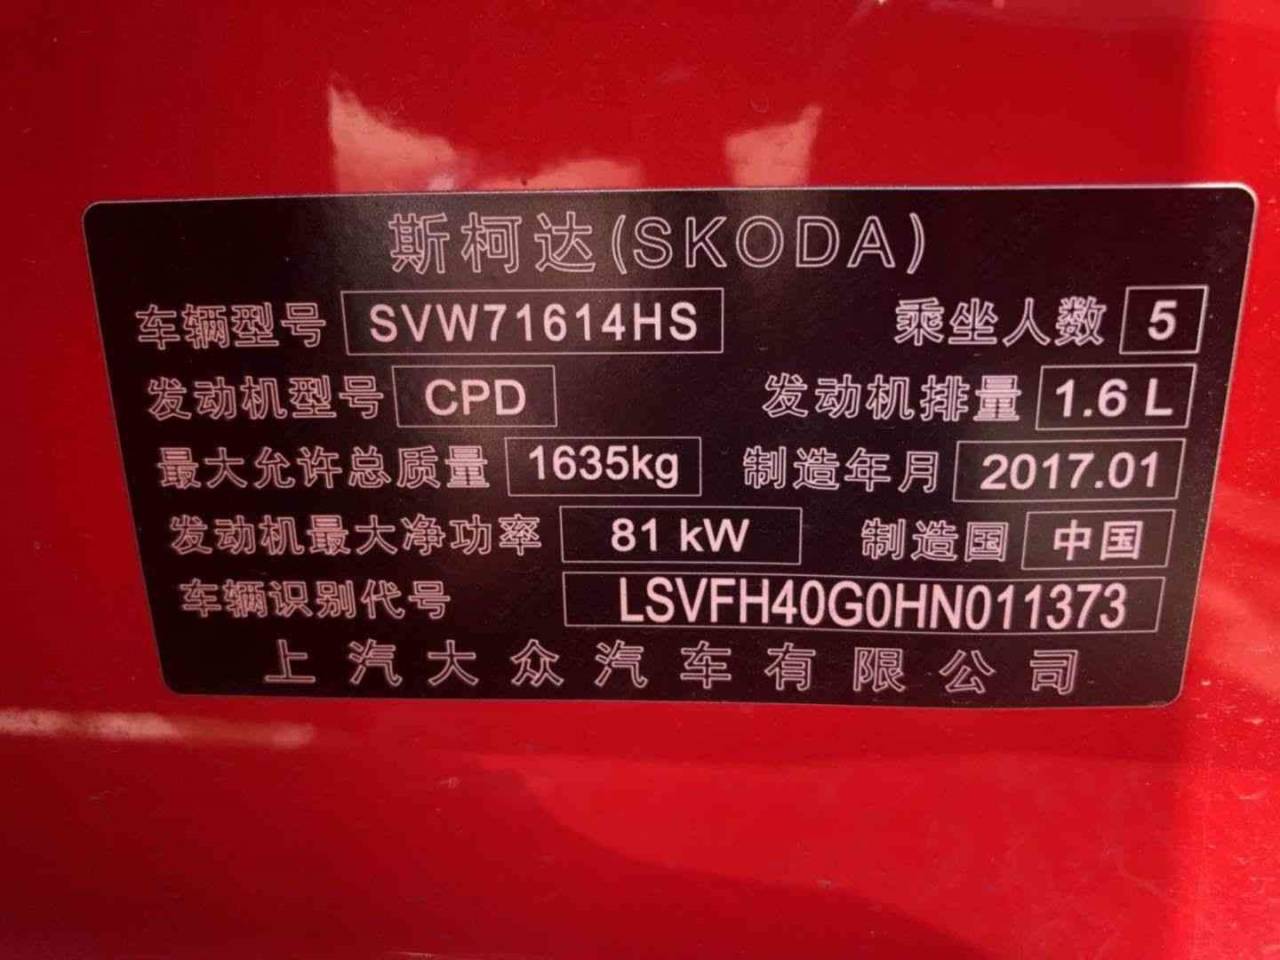 斯柯达(SKODA)
车辆型号 SVW71614HS 乘坐人数 5
发动机型号 CPD 发动机排量 1.6 L
最大允许总质量 1635kg 制造年月 2017.01
发动机最大净功率 81 kW 制造国 中国
车辆识别代号 LSVFH40G0HN011373
上汽大众汽车有限公司